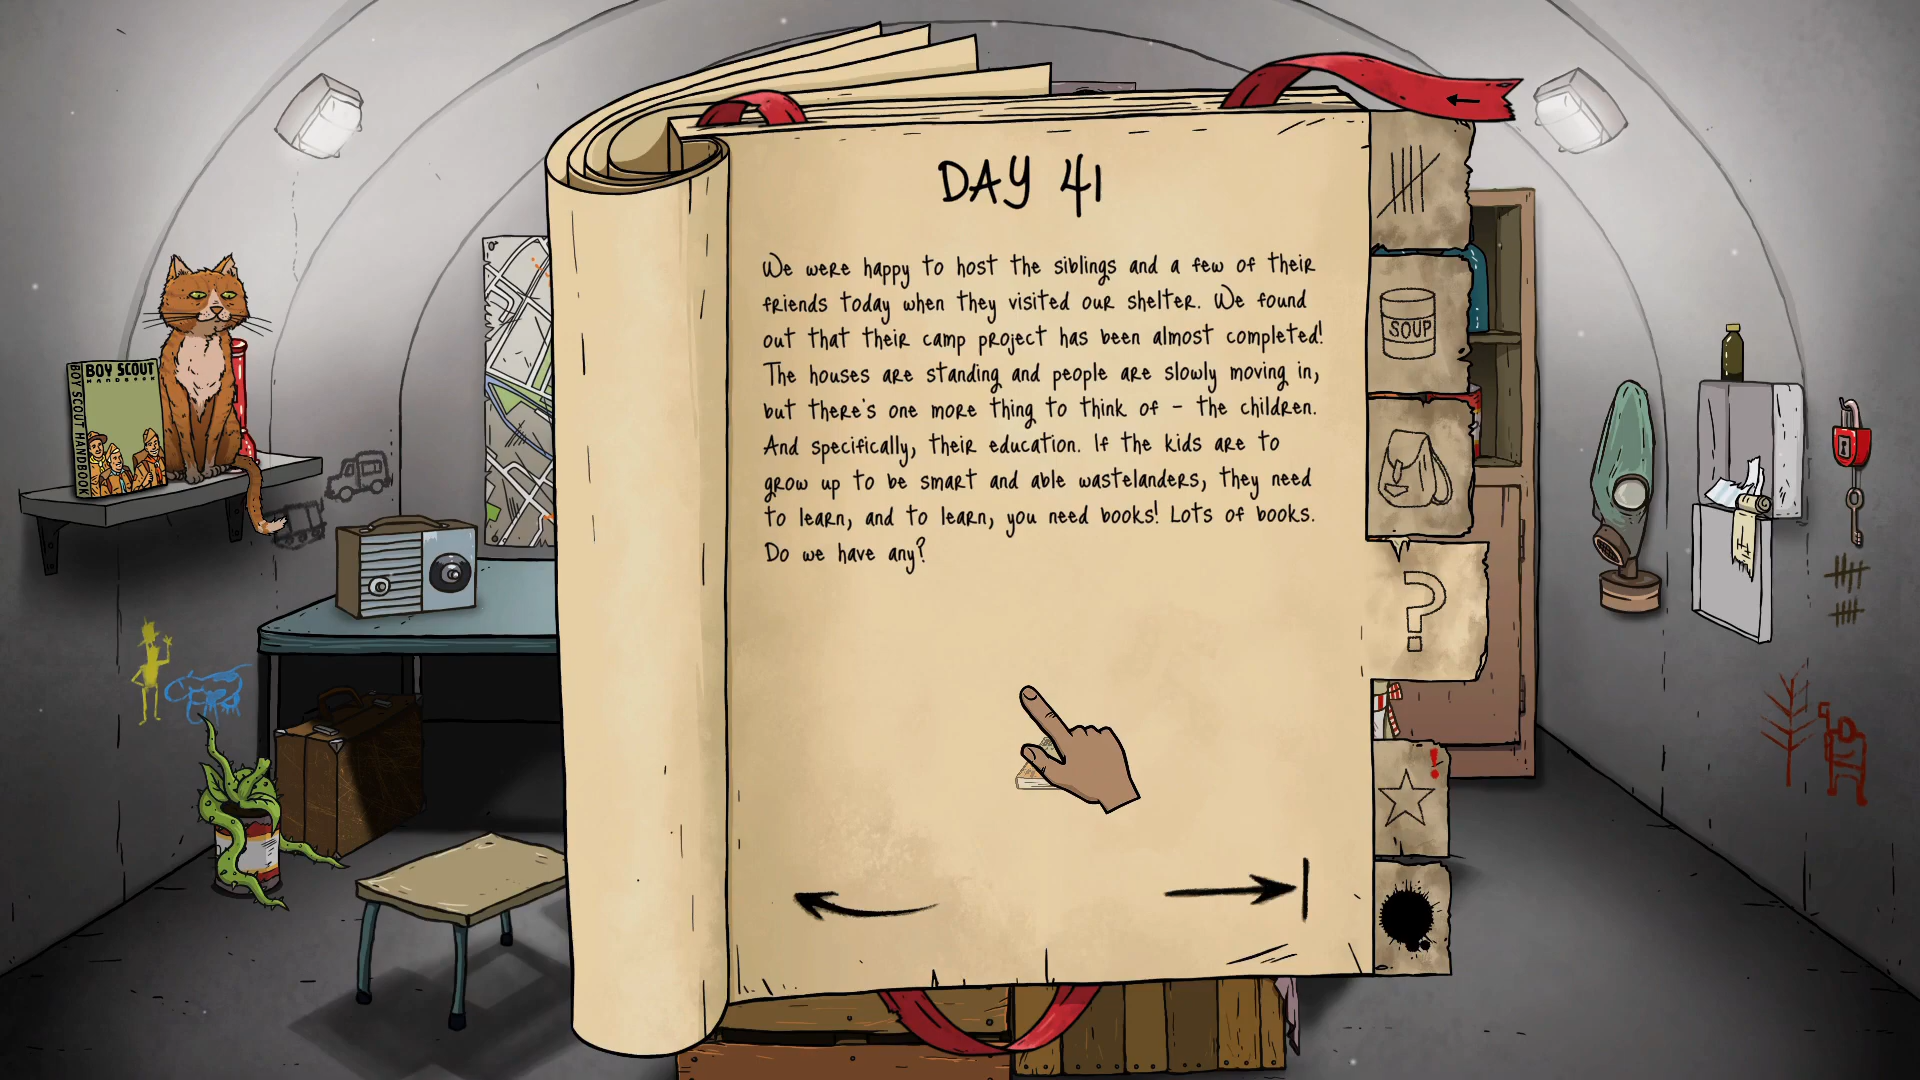 DAY 41
We were happy to host the siblings and a few of their
friends today when they visited our shelter. We found
out that their camp project has been almost completed!
The houses are standing and people are slowly moving in,
but there's one more thing to think of - the children.
And specifically, their education. If the kids are to
grow up to be smart and able wastelanders, they need
to learn, and to learn, you need books! Lots of books.
Do we have any?
SOUP
?
!
BOY SCOUT
HANDBOOK
BOY SCOUT HANDBOOK